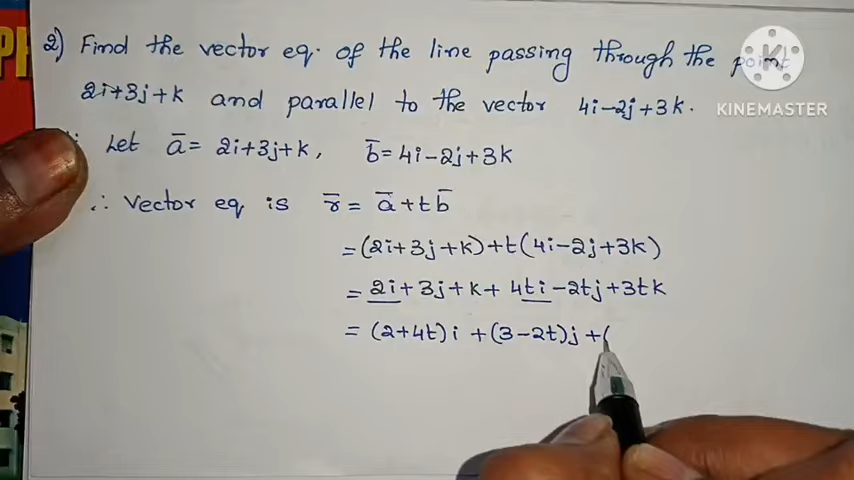 2) Find the vector eq. of the line passing through the point
2i+3j+k and parallel to the vector 4i-2j+3k.
Let a̅ = 2i+3j+k, b̅ = 4i-2j+3k
∴ vector eq is r̅ = a̅+tb̅
=(2i+3j+k)+t(4i-2j+3k)
= 2i+3j+k+4ti-2tj+3tk
= (2+4t)i+(3-2t)j+(
K
KINEMASTER